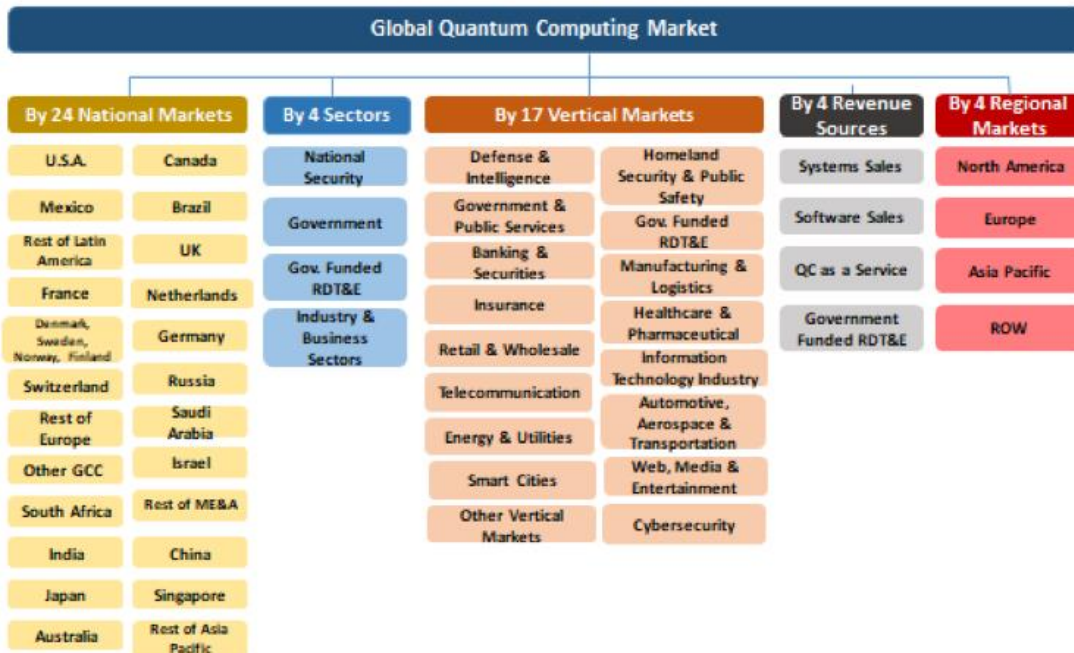 Global Quantum Computing Market
By 24 National Markets
U.S.A.
Canada
Mexico
Brazil
Rest of Latin
America
UK
France
Netherlands
Denmark,
Sweden,
Norway, Finland
Germany
Switzerland
Russia
Rest of
Europe
Saudi
Arabia
Other GCC
Israel
South Africa
Rest of ME&A
India
China
Japan
Singapore
Australia
Rest of Asia
Pacific
By 4 Sectors
National
Security
Government
Gov. Funded
RDT&E
Industry &
Business
Sectors
By 17 Vertical Markets
Defense &
Intelligence
Homeland
Security & Public
Safety
Government &
Public Services
Gov. Funded
RDT&E
Banking &
Securities
Manufacturing &
Logistics
Insurance
Healthcare &
Pharmaceutical
Retail & Wholesale
Information
Technology Industry
Telecommunication
Automotive,
Aerospace &
Transportation
Energy & Utilities
Web, Media &
Entertainment
Smart Cities
Cybersecurity
Other Vertical
Markets
By 4 Revenue
Sources
Systems Sales
Software Sales
QC as a Service
Government
Funded RDT&E
By 4 Regional
Markets
North America
Europe
Asia Pacific
ROW